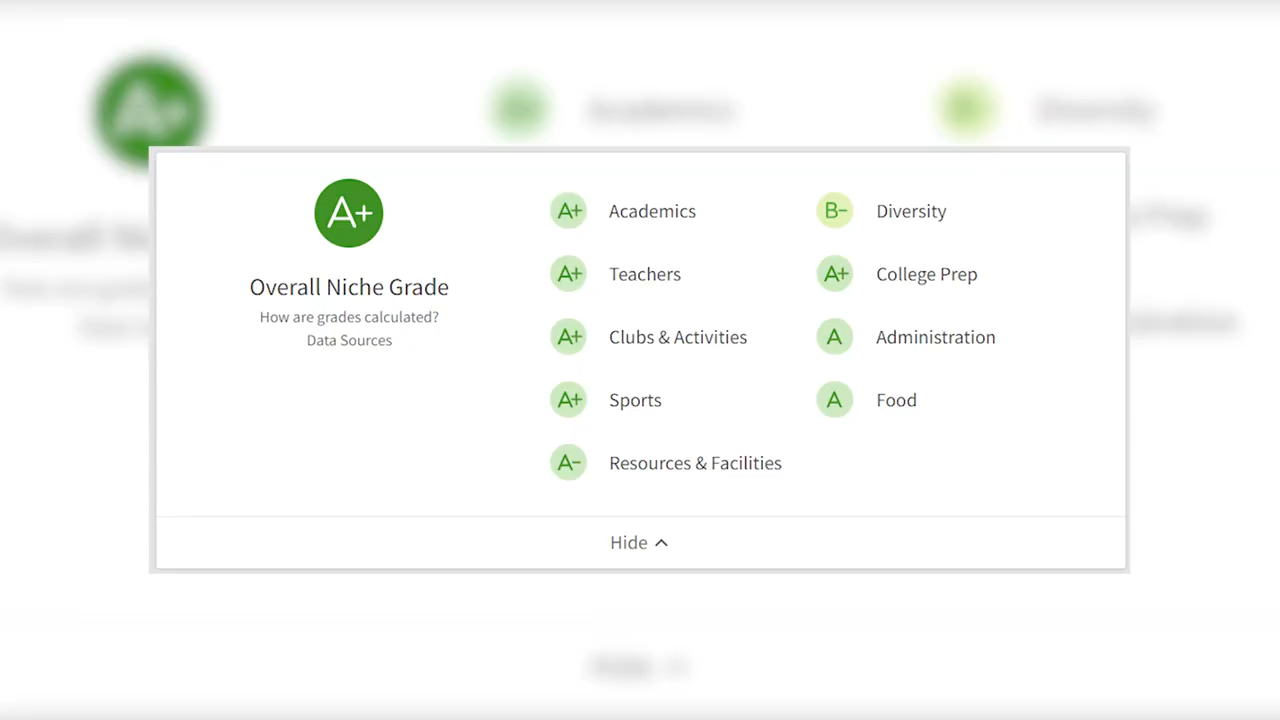 A+
Overall Niche Grade
How are grades calculated?
Data Sources
A+ Academics
A+ Teachers
A+ Clubs & Activities
A+ Sports
A- Resources & Facilities
B- Diversity
A+ College Prep
A Administration
A Food
Hide